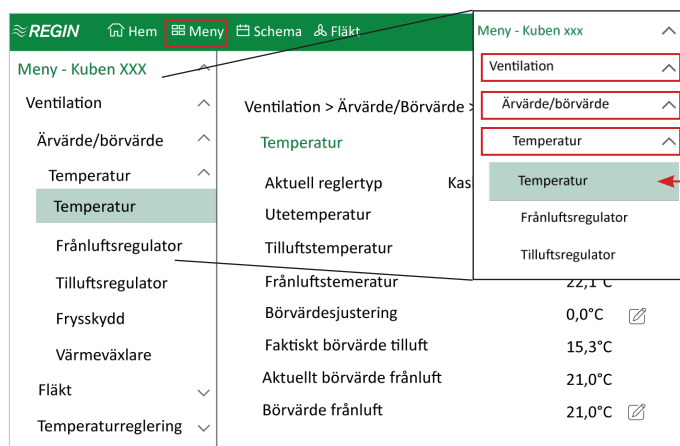 REGIN Hem Meny Schema Fläkt
Meny - Kuben XXX
Ventilation
Ärvärde/börvärde
Temperatur
Temperatur
Frånluftsregulator
Tilluftsregulator
Frysskydd
Värmeväxlare
Fläkt
Temperaturreglering
Ventilation > Ärvärde/Börvärde >
Temperatur
Aktuell reglertyp Kas
Utetemperatur
Tilluftstemperatur
Frånluftstemeratur 22,1°C
Börvärdesjustering 0,0°C
Faktiskt börvärde tilluft 15,3°C
Aktuellt börvärde frånluft 21,0°C
Börvärde frånluft 21,0°C
Meny - Kuben xxx
Ventilation
Ärvärde/börvärde
Temperatur
Temperatur
Frånluftsregulator
Tilluftsregulator